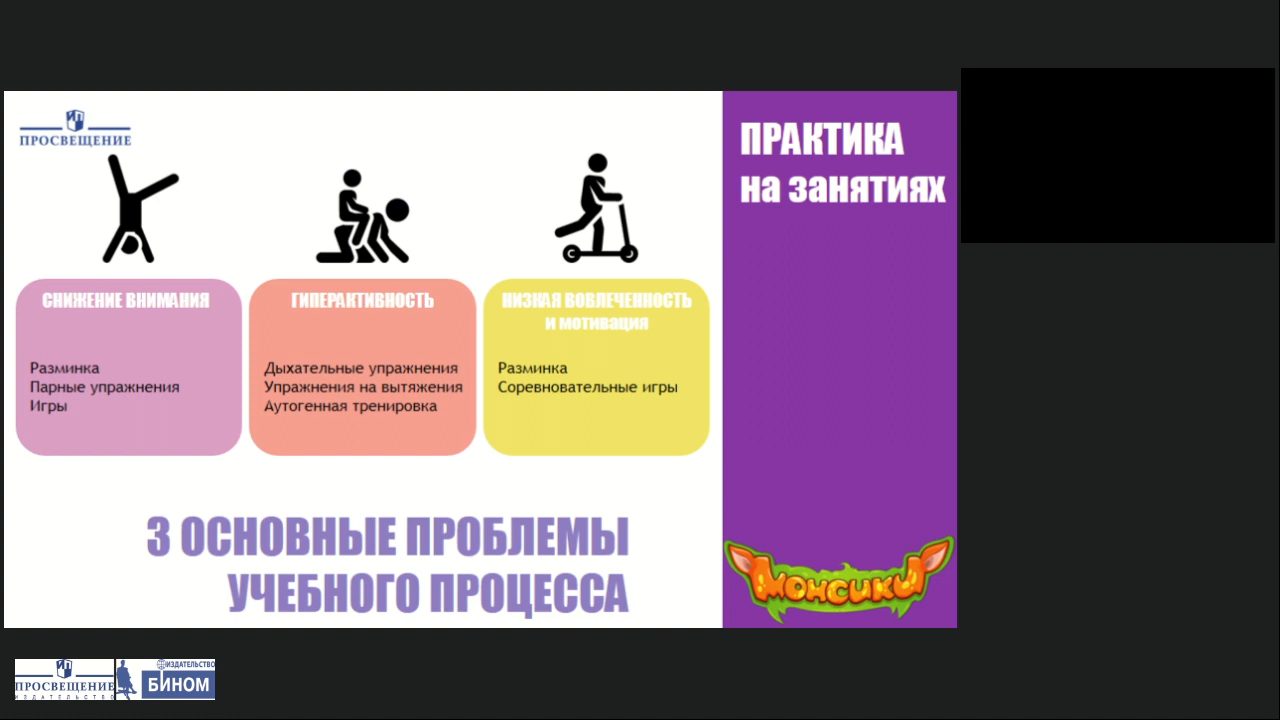 ПРОСВЕЩЕНИЕ
ПРАКТИКА
на занятиях
СНИЖЕНИЕ ВНИМАНИЯ
Разминка
Парные упражнения
Игры
ГИПЕРАКТИВНОСТЬ
Дыхательные упражнения
Упражнения на вытяжения
Аутогенная тренировка
НИЗКАЯ ВОВЛЕЧЕННОСТЬ
и мотивация
Разминка
Соревновательные игры
3 ОСНОВНЫЕ ПРОБЛЕМЫ
УЧЕБНОГО ПРОЦЕССА
МОНСИКИ
ПРОСВЕЩЕНИЕ
ИЗДАТЕЛЬСТВО
ИЗДАТЕЛЬСТВО
БИНОМ